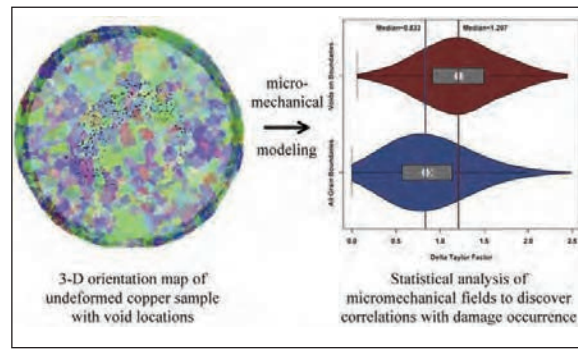 Median=0.832
Median=1.207
Voids on Boundaries
All Grain Boundaries
0.0 0.5 1.0 1.5 2.0 2.5
Delta Taylor Factor
micro-
mechanical
modeling
3-D orientation map of
undeformed copper sample
with void locations
Statistical analysis of
micromechanical fields to discover
correlations with damage occurrence